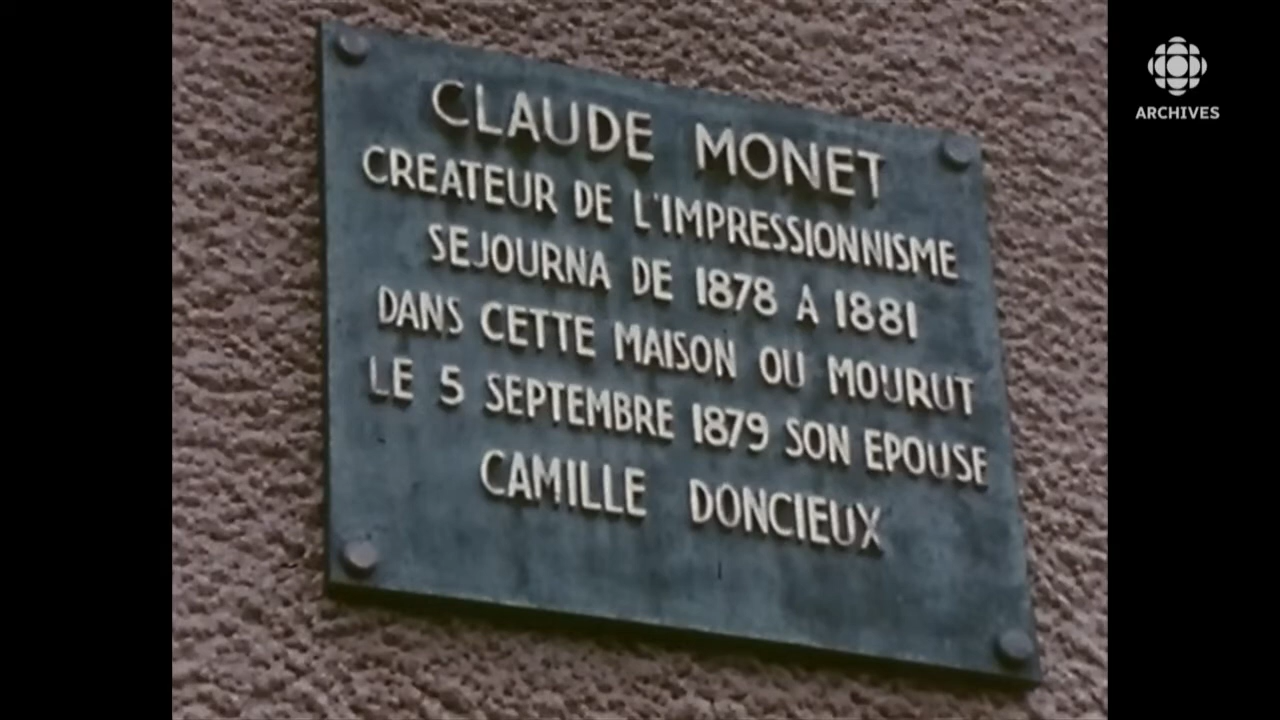 CLAUDE MONET
CREATEUR DE L'IMPRESSIONNISME
SEJOURNA DE 1878 A 1881
DANS CETTE MAISON OU MOURUT
LE 5 SEPTEMBRE 1879 SON EPOUSE
CAMILLE DONCIEUX
ARCHIVES